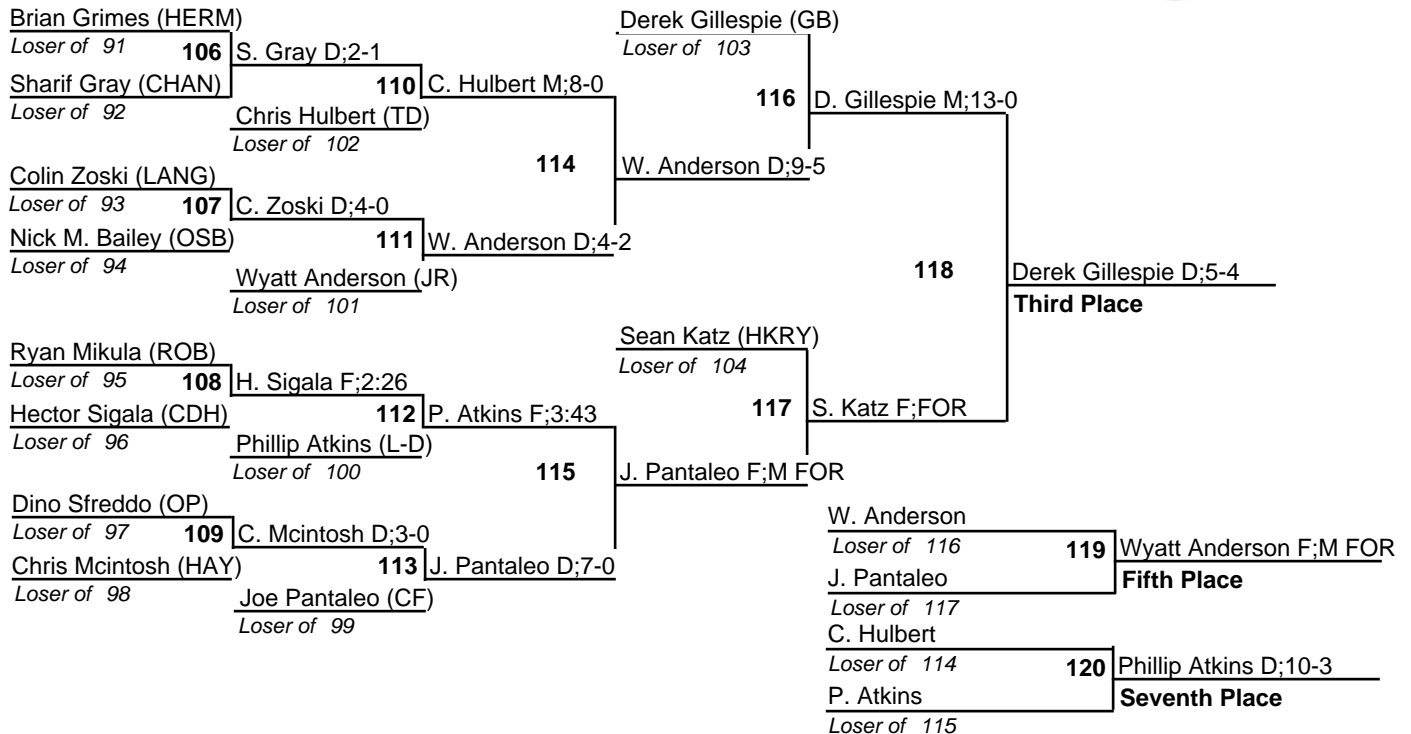 Brian Grimes (HERM)
Loser of 91
106
S. Gray D;2-1
Sharif Gray (CHAN)
Loser of 92
110
C. Hulbert M;8-0
Chris Hulbert (TD)
Loser of 102
Colin Zoski (LANG)
Loser of 93
107
C. Zoski D;4-0
Nick M. Bailey (OSB)
Loser of 94
111
W. Anderson D;4-2
Wyatt Anderson (JR)
Loser of 101
114
W. Anderson D;9-5
Derek Gillespie (GB)
Loser of 103
116
D. Gillespie M;13-0
Ryan Mikula (ROB)
Loser of 95
108
H. Sigala F;2:26
Hector Sigala (CDH)
Loser of 96
112
P. Atkins F;3:43
Phillip Atkins (L-D)
Loser of 100
Dino Sfreddo (OP)
Loser of 97
109
C. Mcintosh D;3-0
Chris Mcintosh (HAY)
Loser of 98
113
J. Pantaleo D;7-0
Joe Pantaleo (CF)
Loser of 99
115
J. Pantaleo F;M FOR
Sean Katz (HKRY)
Loser of 104
117
S. Katz F;FOR
118
Derek Gillespie D;5-4
Third Place
W. Anderson
Loser of 116
119
Wyatt Anderson F;M FOR
J. Pantaleo
Fifth Place
Loser of 117
C. Hulbert
Loser of 114
120
Phillip Atkins D;10-3
P. Atkins
Seventh Place
Loser of 115